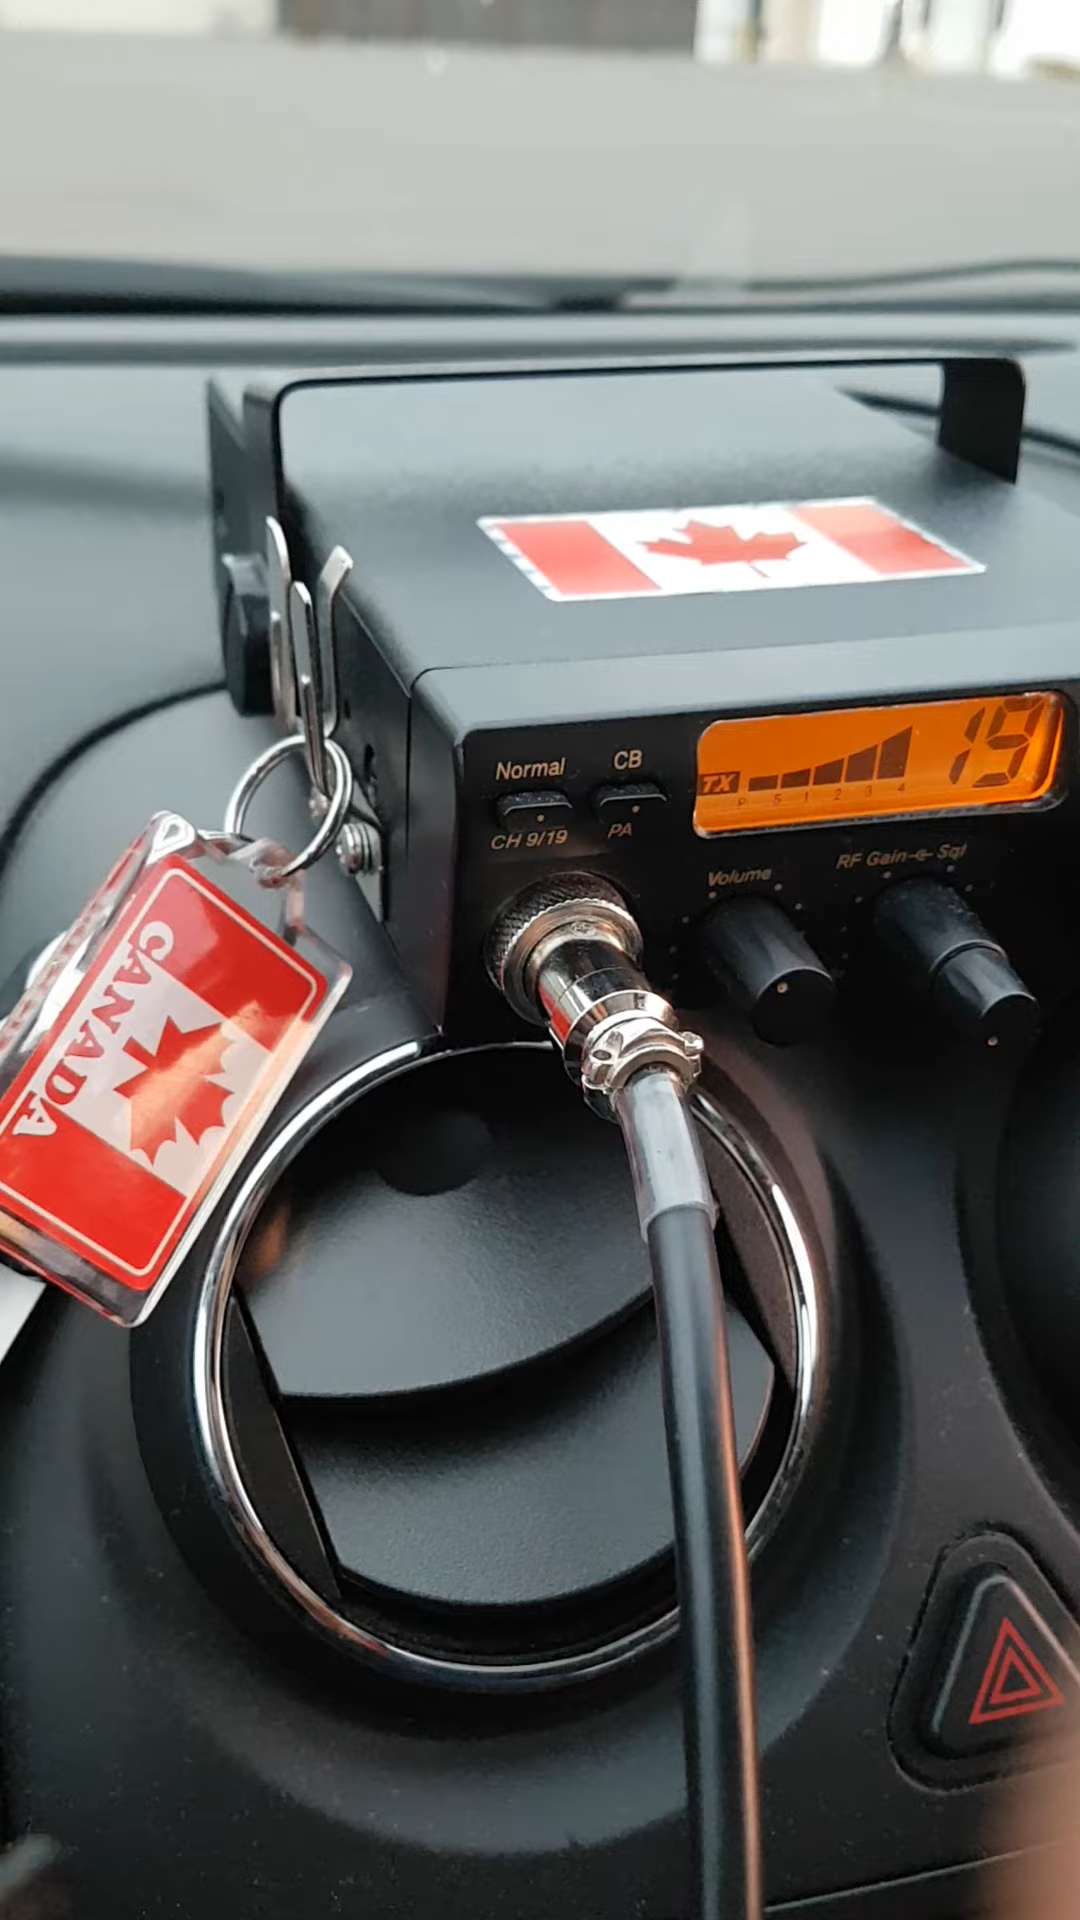 Normal
CB
CH 9/19
PA
TX
19
P S 1 2 3 4
Volume
RF Gain
Sql
CANADA